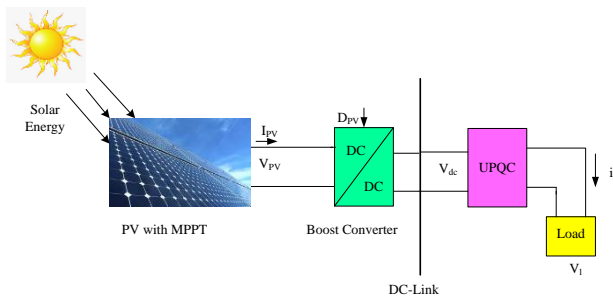 Solar
Energy
I_PV
V_PV
PV with MPPT
D_PV
DC
DC
Boost Converter
V_dc
DC-Link
UPQC
i
Load
V_l